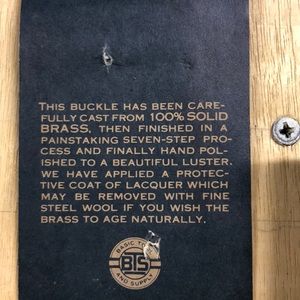 THIS BUCKLE HAS BEEN CARE-
FULLY CAST FROM 100% SOLID
BRASS, THEN FINISHED IN A
PAINSTAKING SEVEN-STEP PRO-
CESS AND FINALLY HAND POL-
ISHED TO A BEAUTIFUL LUSTER.
WE HAVE APPLIED A PROTEC-
TIVE COAT OF LACQUER WHICH
MAY BE REMOVED WITH FINE
STEEL WOOL IF YOU WISH THE
BRASS TO AGE NATURALLY.
BASIC
BTS
AND SUPPLY